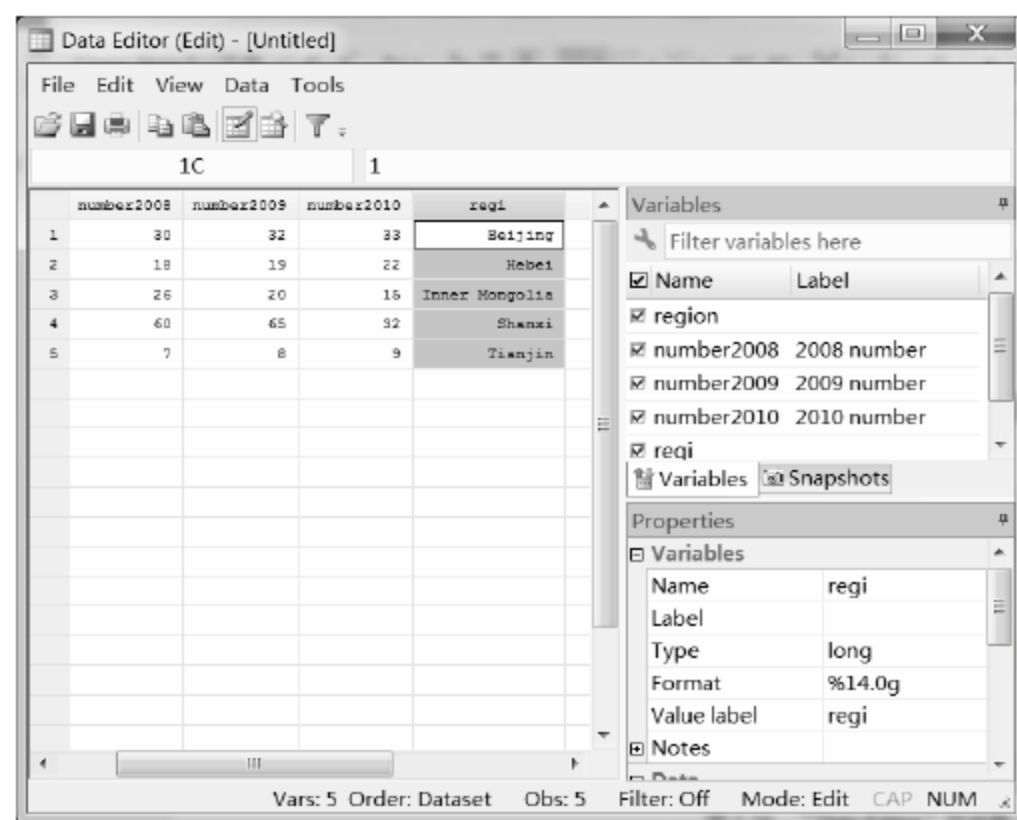 Data Editor (Edit) - [Untitled]
File Edit View Data Tools
1C 1
number2008 number2009 number2010 regi
1 30 32 33 Beijing
2 18 19 22 Hebei
3 26 20 Inner Mongolia
4 60 65 32 Shanxi
5 7 8 9 Tianjin
Variables
Filter variables here
Name Label
region
number2008 2008 number
number2009 2009 number
number2010 2010 number
regi
Variables Snapshots
Properties
Variables
Name regi
Label
Type long
Format %14.0g
Value label regi
Notes
Data
Vars: 5 Order: Dataset Obs: 5 Filter: Off Mode: Edit CAP NUM